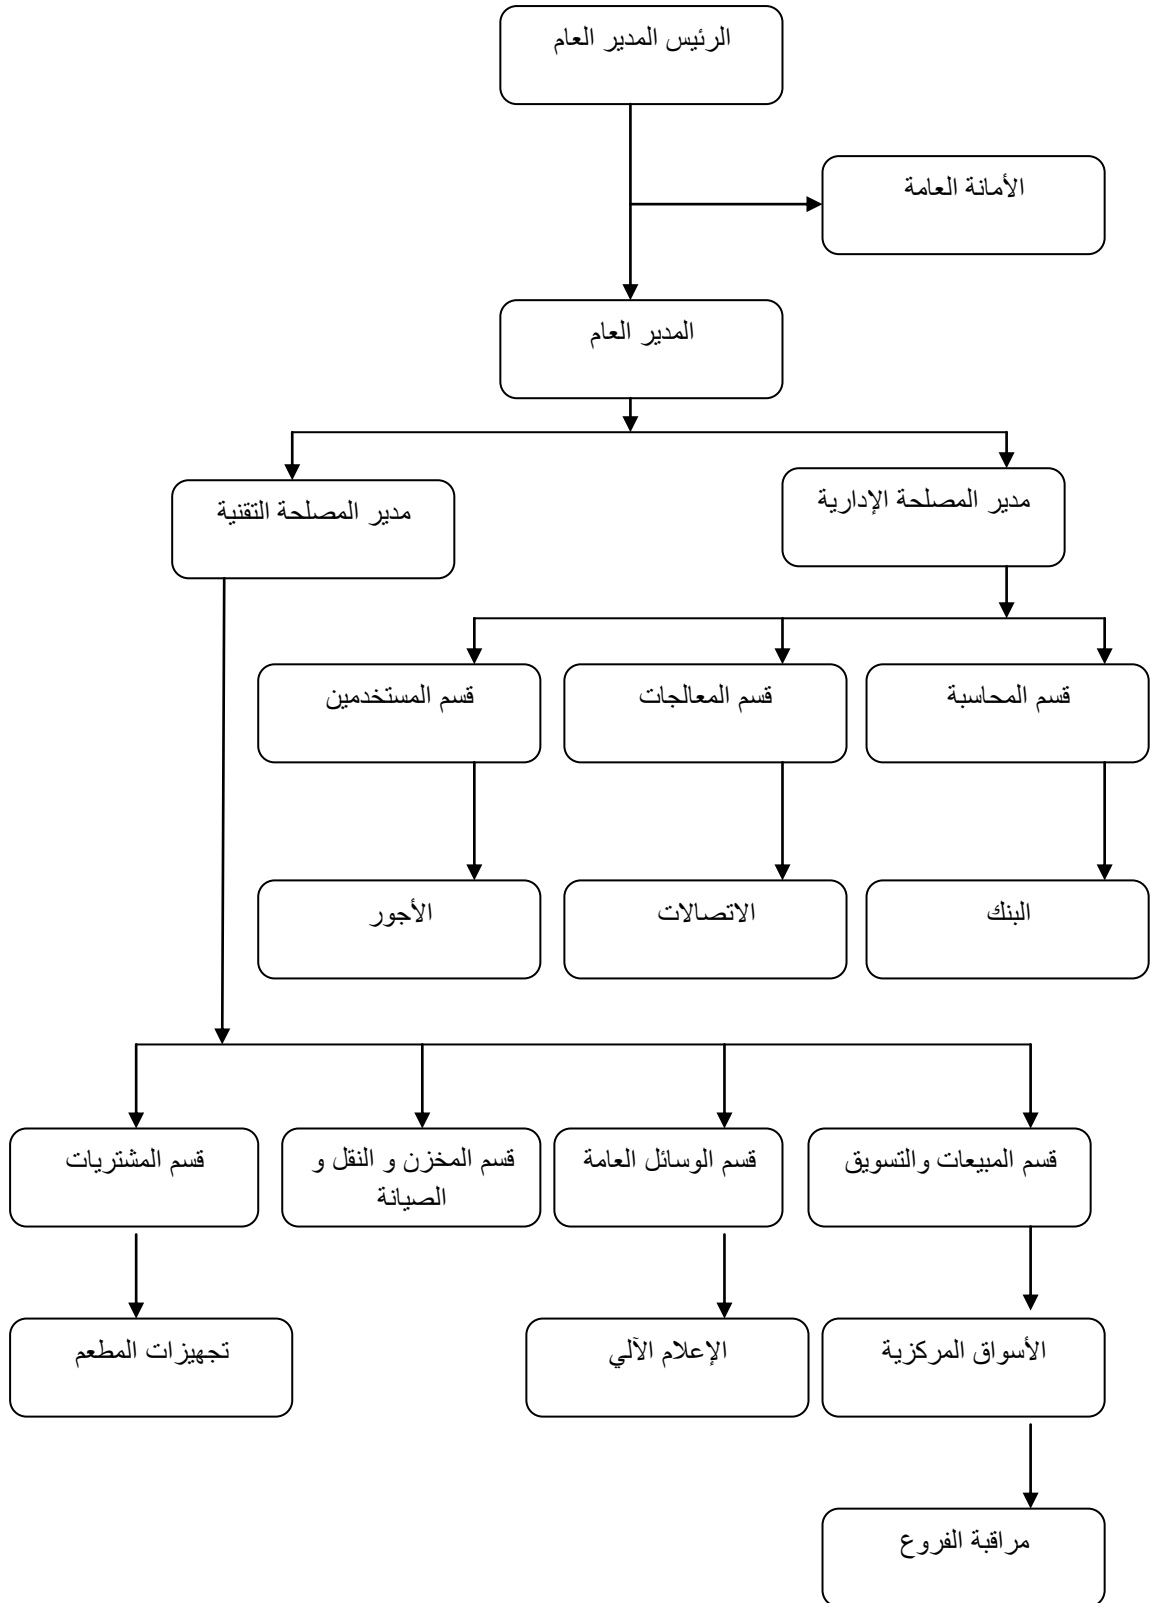 الرئيس المدير العام
الأمانة العامة
المدير العام
مدير المصلحة الإدارية
مدير المصلحة التقنية
قسم المحاسبة
قسم المعالجات
قسم المستخدمين
البنك
الاتصالات
الأجور
قسم المبيعات والتسويق
قسم الوسائل العامة
قسم المخزن و النقل و
الصيانة
قسم المشتريات
الأسواق المركزية
الإعلام الآلي
تجهيزات المطعم
مراقبة الفروع